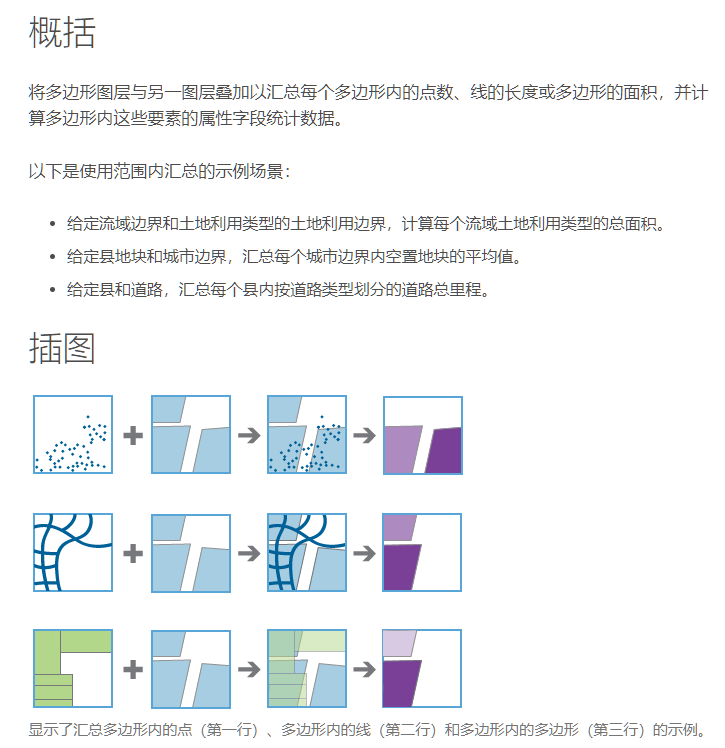 概括
将多边形图层与另一图层叠加以汇总每个多边形内的点数、线的长度或多边形的面积，并计
算多边形内这些要素的属性字段统计数据。
以下是使用范围内汇总的示例场景：
• 给定流域边界和土地利用类型的土地利用边界，计算每个流域土地利用类型的总面积。
• 给定县地块和城市边界，汇总每个城市边界内空置地块的平均值。
• 给定县和道路，汇总每个县内按道路类型划分的道路总里程。
插图
显示了汇总多边形内的点（第一行）、多边形内的线（第二行）和多边形内的多边形（第三行）的示例。